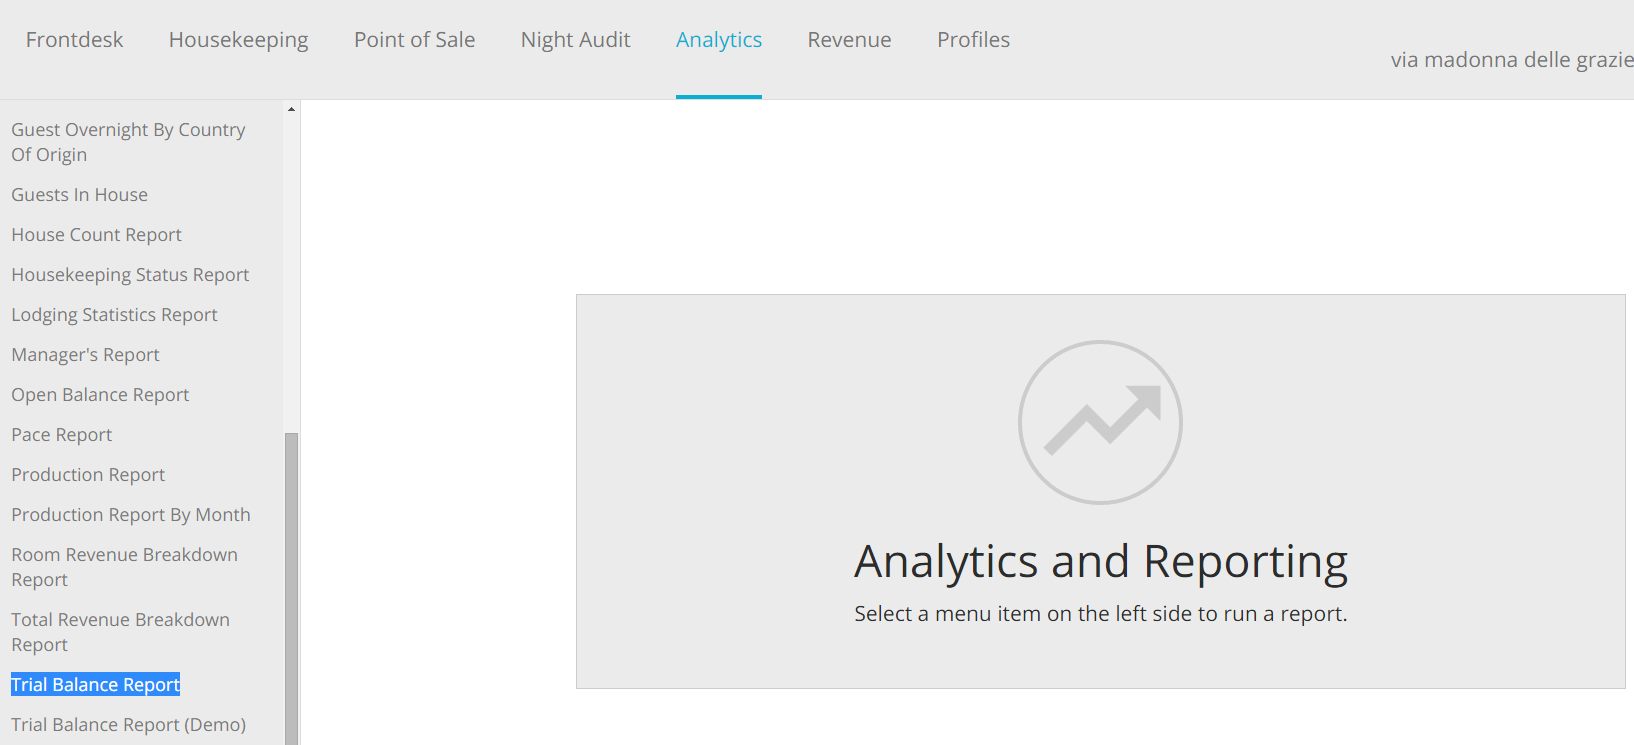 Frontdesk Housekeeping Point of Sale Night Audit Analytics Revenue Profiles
via madonna delle grazie
Guest Overnight By Country
Of Origin
Guests In House
House Count Report
Housekeeping Status Report
Lodging Statistics Report
Manager's Report
Open Balance Report
Pace Report
Production Report
Production Report By Month
Room Revenue Breakdown
Report
Total Revenue Breakdown
Report
Trial Balance Report
Trial Balance Report (Demo)
Analytics and Reporting
Select a menu item on the left side to run a report.